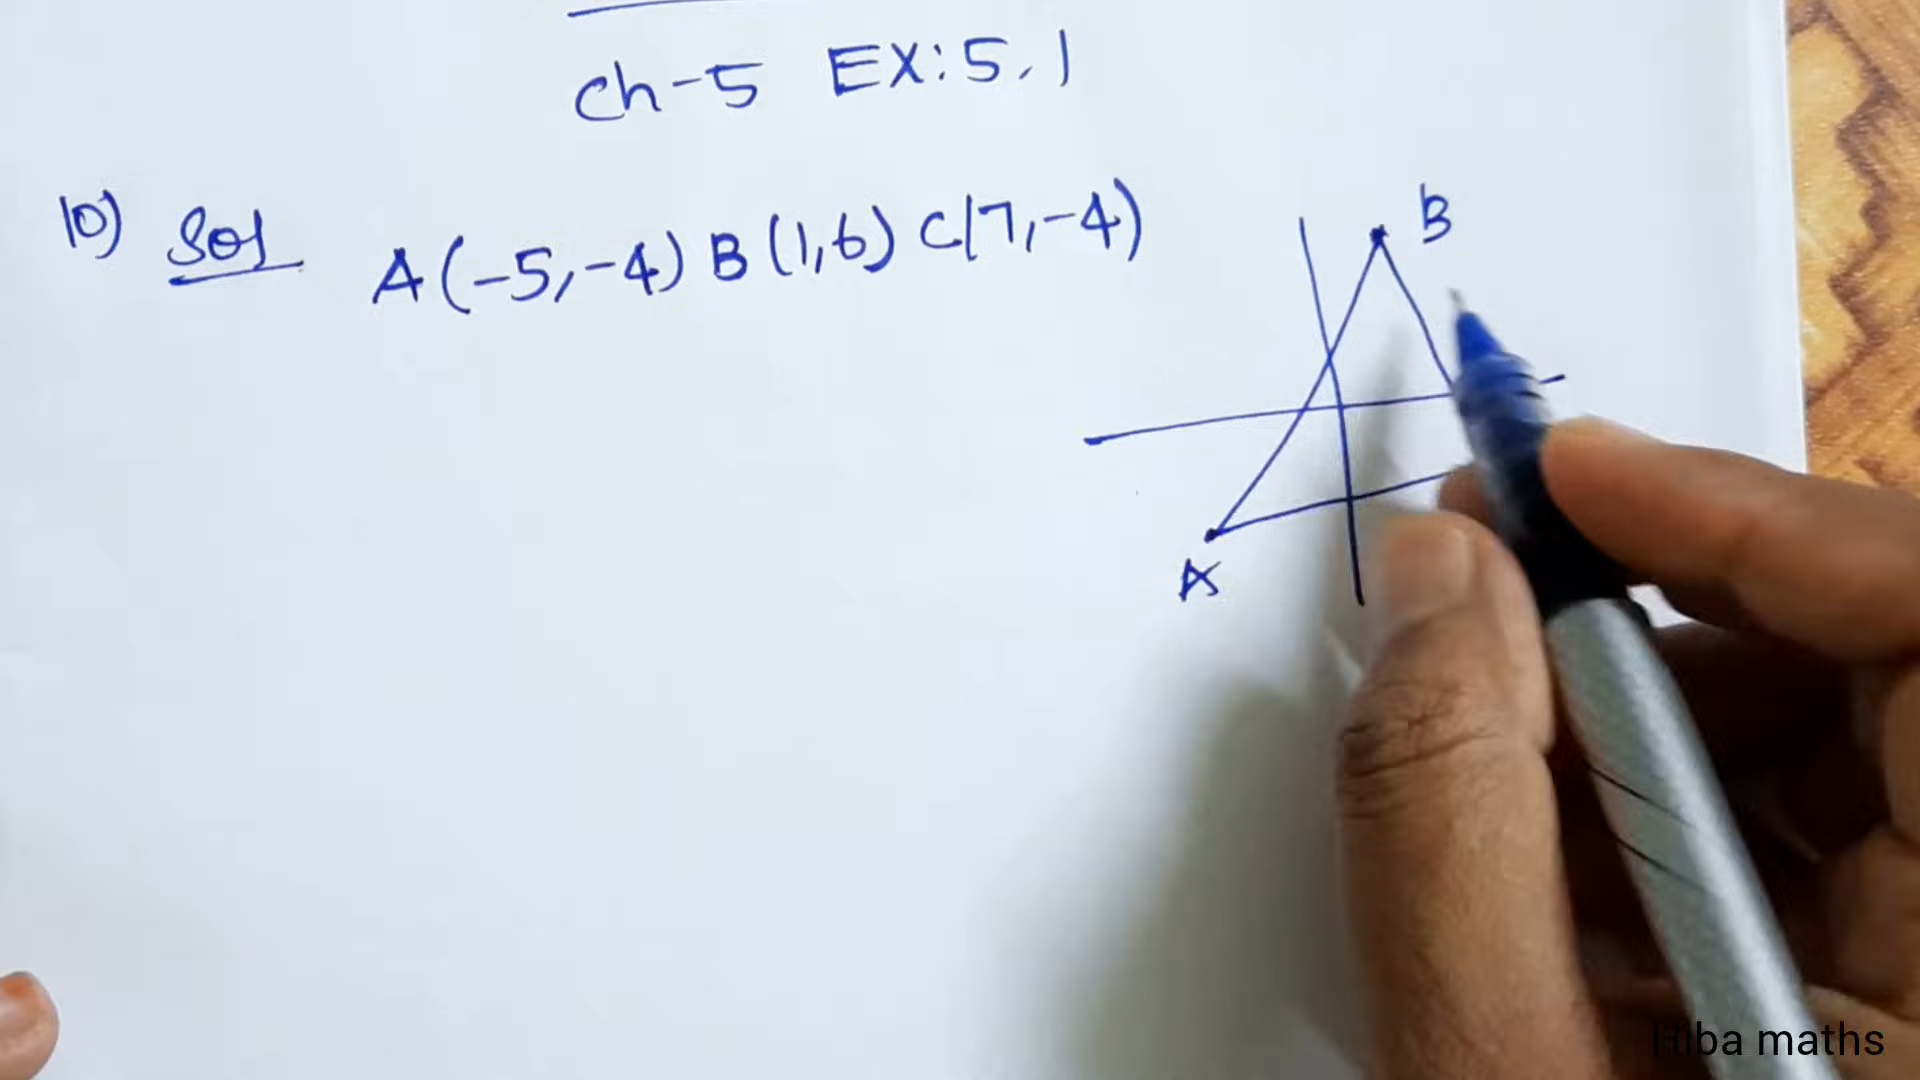 Ch-5 EX: 5.1
10) Sol A(-5,-4) B(1,6) C(7,-4)
B
A
Hiba maths